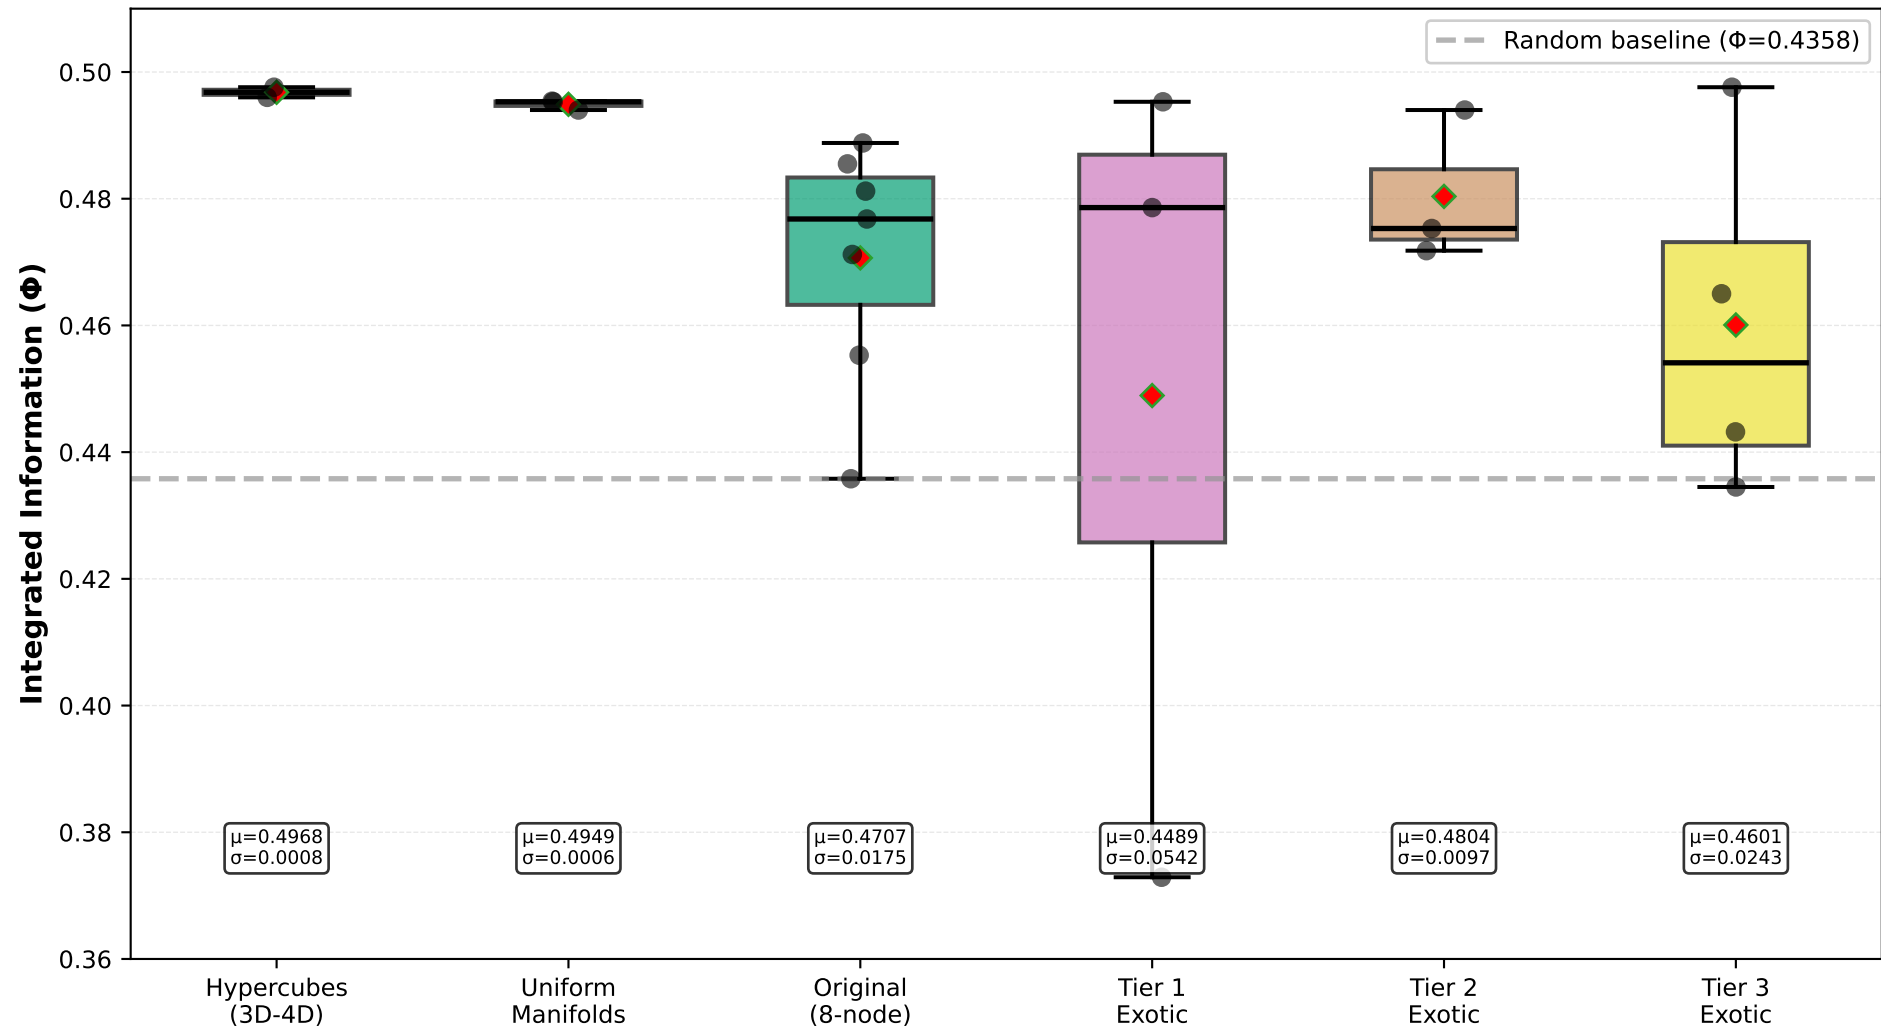 Random baseline (Φ=0.4358)
Integrated Information (Φ)
0.50
0.48
0.46
0.44
0.42
0.40
0.38
0.36
μ=0.4968
σ=0.0008
μ=0.4949
σ=0.0006
μ=0.4707
σ=0.0175
μ=0.4489
σ=0.0542
μ=0.4804
σ=0.0097
μ=0.4601
σ=0.0243
Hypercubes
(3D-4D)
Uniform
Manifolds
Original
(8-node)
Tier 1
Exotic
Tier 2
Exotic
Tier 3
Exotic